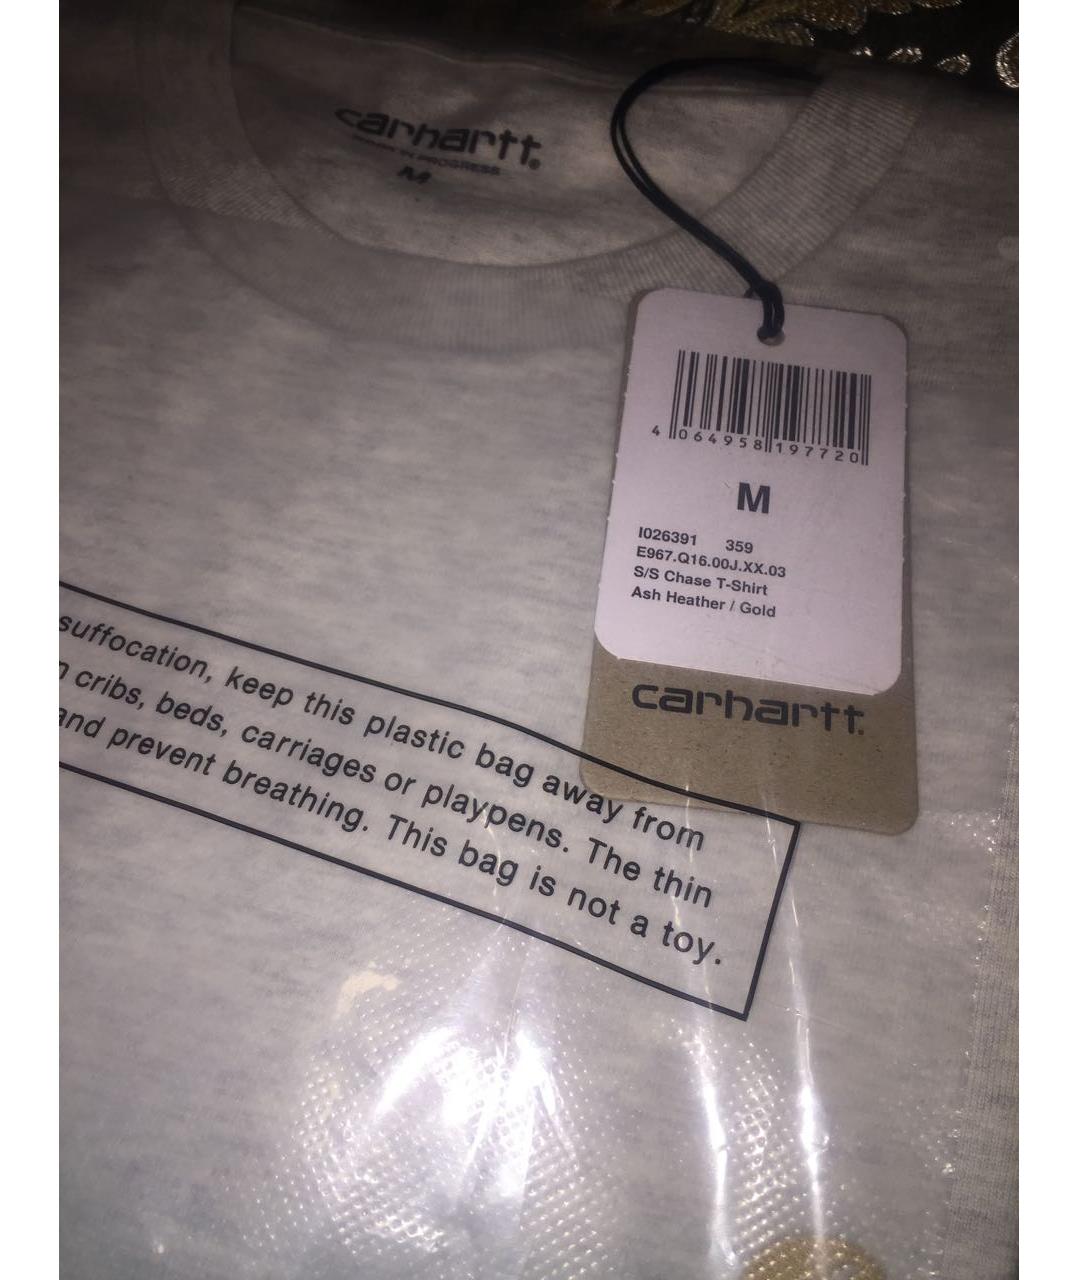 carhartt.
IN PROGRESS
M
4 064958 197720
M
I026391 359
E967.Q16.00J.XX.03
S/S Chase T-Shirt
Ash Heather / Gold
carhartt.
suffocation, keep this plastic bag away from
cribs, beds, carriages or playpens. The thin
and prevent breathing. This bag is not a toy.